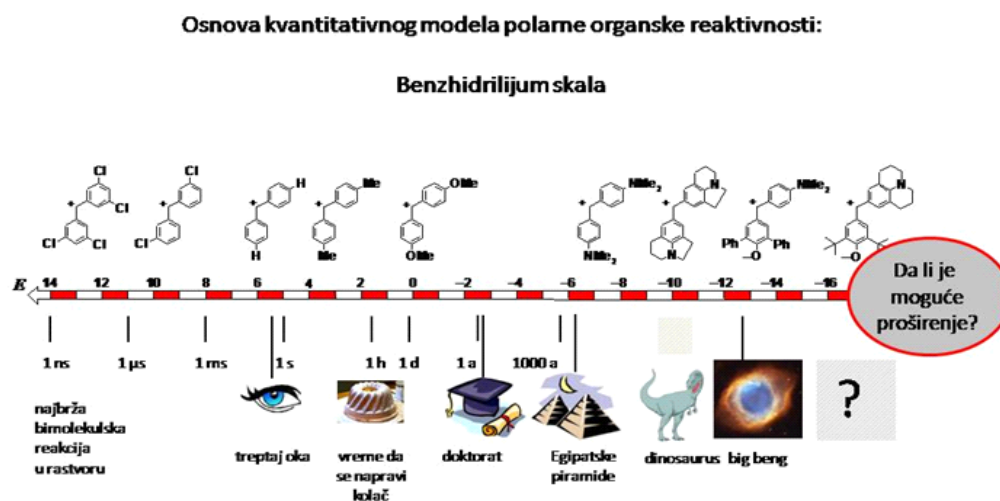 Osnova kvantitativnog modela polarne organske reaktivnosti:
Benzhidrilijum skala
Cl
Cl
Cl
Cl
Cl
Cl
H
H
Me
Me
OMe
OMe
NMe₂
NMe₂
N
N
NMe₂
Ph
Ph
O
N
O
E 14 12 10 8 6 4 2 0 -2 -4 -6 -8 -10 -12 -14 -16
Da li je
moguće
proširenje?
1 ns 1 µs 1 ms 1 s 1 h 1 d 1 a 1000 a
?
najbrža
bimolekulska
reakcija
u rastvoru
treptaj oka
vreme da
se napravi
kolač
doktorat
Egipatske
piramide
dinosaurus
big beng